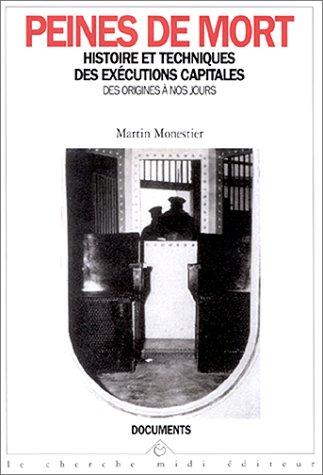 PEINES DE MORT
HISTOIRE ET TECHNIQUES
DES EXÉCUTIONS CAPITALES
DES ORIGINES À NOS JOURS
Martin Monestier
DOCUMENTS
le cherche midi éditeur